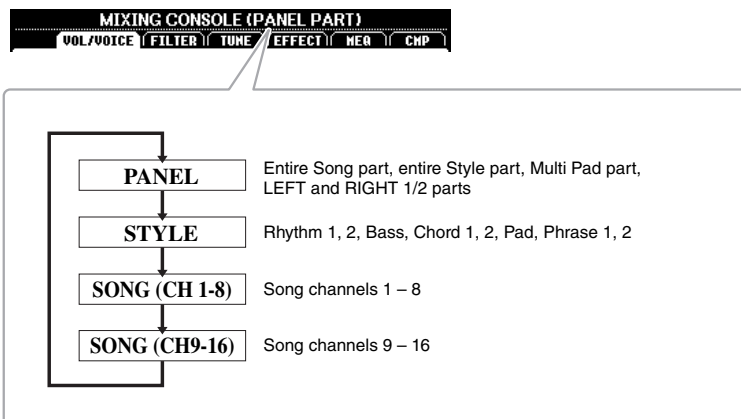 MIXING CONSOLE (PANEL PART)
VOL/VOICE FILTER TUNE EFFECT MEQ CMP
PANEL
Entire Song part, entire Style part, Multi Pad part,
LEFT and RIGHT 1/2 parts
STYLE
Rhythm 1, 2, Bass, Chord 1, 2, Pad, Phrase 1, 2
SONG (CH 1-8)
Song channels 1 – 8
SONG (CH9-16)
Song channels 9 – 16